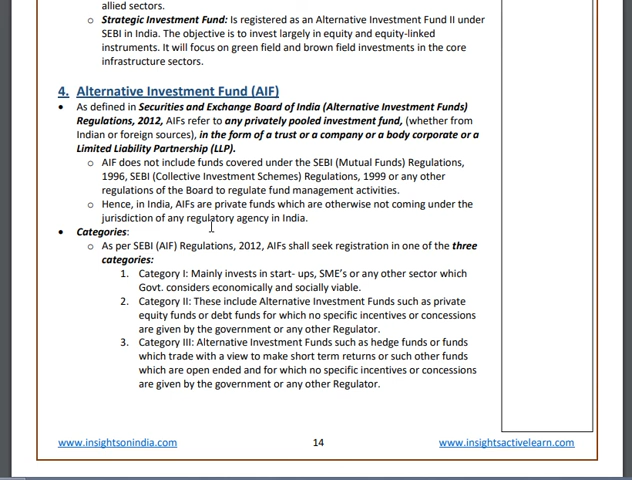 allied sectors.
o Strategic Investment Fund: Is registered as an Alternative Investment Fund II under
SEBI in India. The objective is to invest largely in equity and equity-linked
instruments. It will focus on green field and brown field investments in the core
infrastructure sectors.
4. Alternative Investment Fund (AIF)
• As defined in Securities and Exchange Board of India (Alternative Investment Funds)
Regulations, 2012, AIFs refer to any privately pooled investment fund, (whether from
Indian or foreign sources), in the form of a trust or a company or a body corporate or a
Limited Liability Partnership (LLP).
o AIF does not include funds covered under the SEBI (Mutual Funds) Regulations,
1996, SEBI (Collective Investment Schemes) Regulations, 1999 or any other
regulations of the Board to regulate fund management activities.
o Hence, in India, AIFs are private funds which are otherwise not coming under the
jurisdiction of any regulatory agency in India.
• Categories:
o As per SEBI (AIF) Regulations, 2012, AIFs shall seek registration in one of the three
categories:
1. Category I: Mainly invests in start- ups, SME's or any other sector which
Govt. considers economically and socially viable.
2. Category II: These include Alternative Investment Funds such as private
equity funds or debt funds for which no specific incentives or concessions
are given by the government or any other Regulator.
3. Category III: Alternative Investment Funds such as hedge funds or funds
which trade with a view to make short term returns or such other funds
which are open ended and for which no specific incentives or concessions
are given by the government or any other Regulator.
www.insightsonindia.com 14 www.insightsactivelearn.com